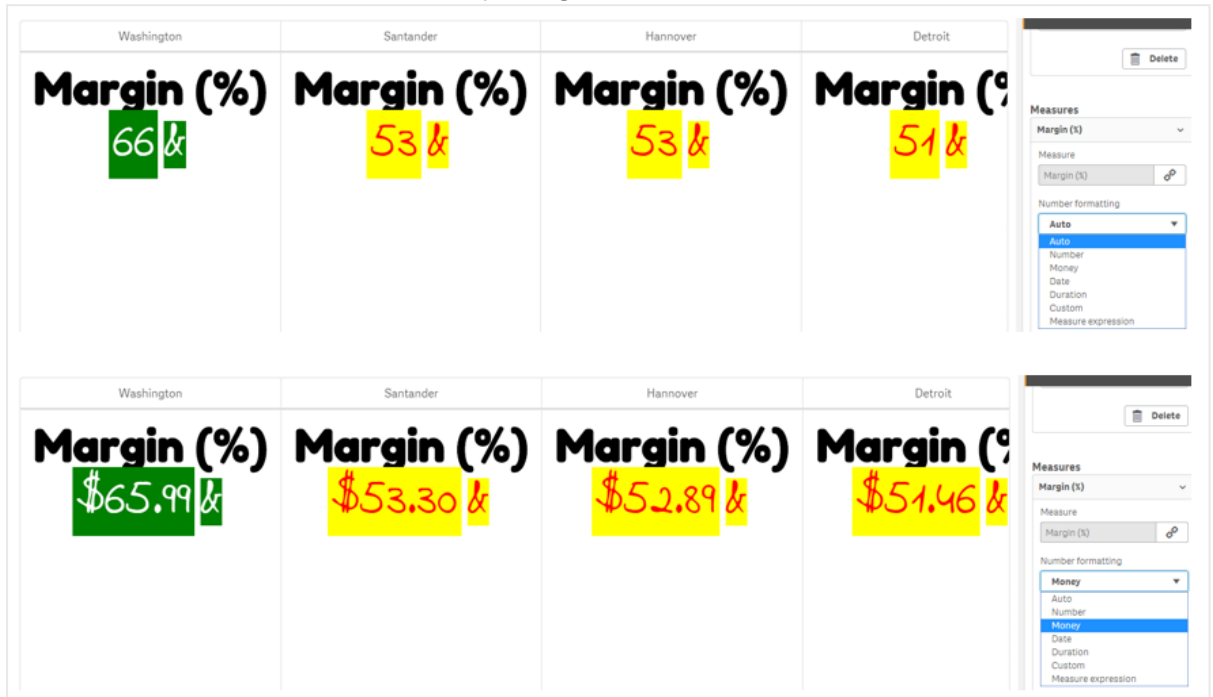 Washington Santander Hannover Detroit
Delete
Margin (%) Margin (%) Margin (%) Margin (%
66 & 53 & 53 & 51 &
Measures
Margin (%)
Measure
Margin (%)
Number formatting
Auto
Auto
Number
Money
Date
Duration
Custom
Measure expression
Washington Santander Hannover Detroit
Delete
Margin (%) Margin (%) Margin (%) Margin (%
$65.99 & $53.30 & $52.89 & $51.46 &
Measures
Margin (%)
Measure
Margin (%)
Number formatting
Money
Auto
Number
Money
Date
Duration
Custom
Measure expression